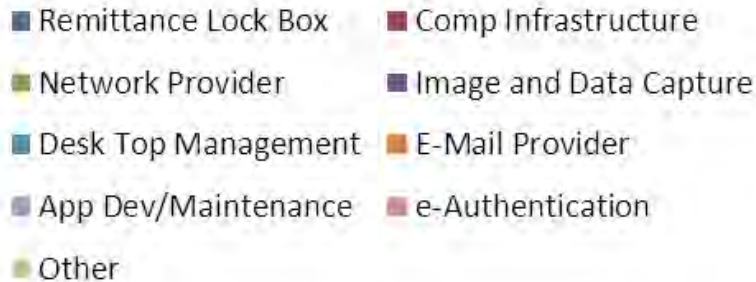 Remittance Lock Box
Comp Infrastructure
Network Provider
Image and Data Capture
Desk Top Management
E-Mail Provider
App Dev/Maintenance
e-Authentication
Other